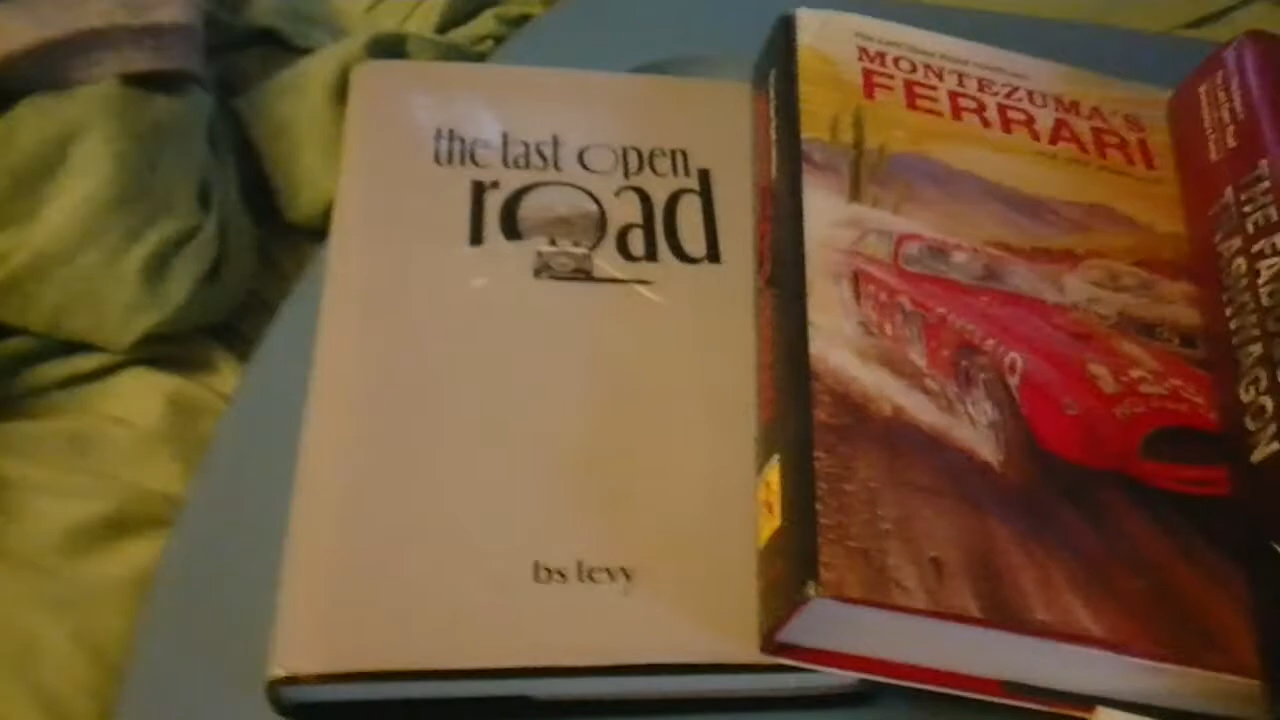 the last open
road
bs levy
MONTEZUMA'S
FERRARI
THE FABULOUS
TRASHWAGON